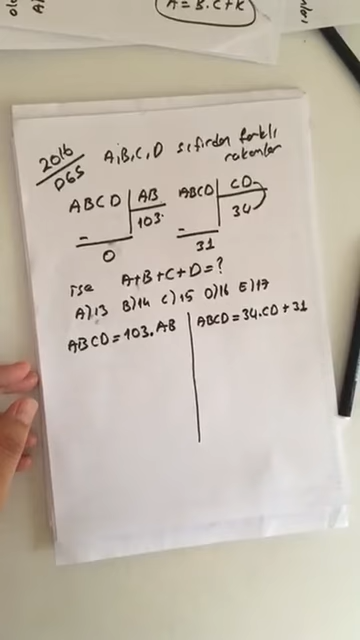 A = B.C+K
2016
DGS
A,B,C,D sıfırdan farklı
rakamlar
ABCD AB
103.
-
0
ABCD CD
34
-
31
ise A+B+C+D=?
A)13 B)14 C)15 D)16 E)17
ABCD = 103.AB
ABCD = 34.CD + 31